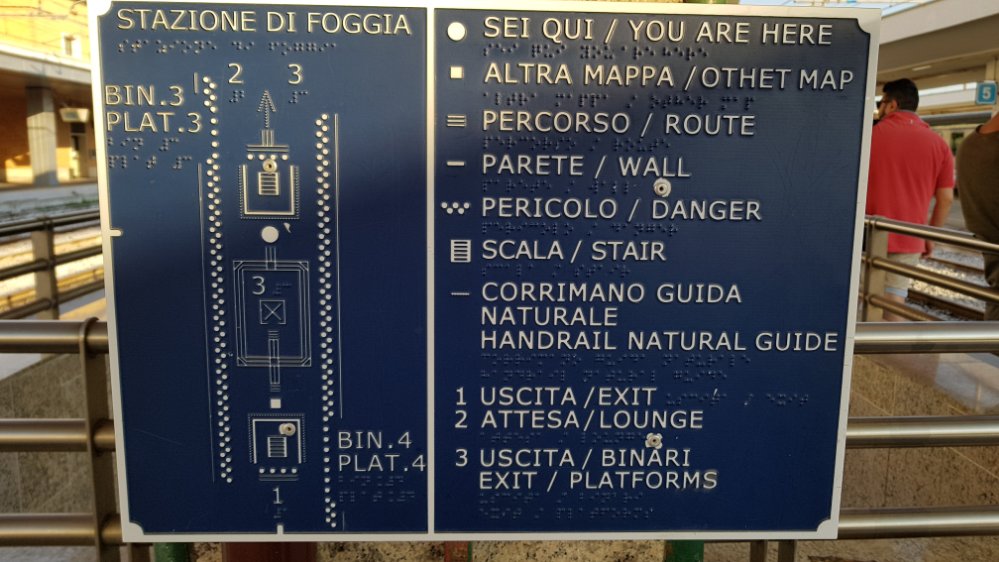 STAZIONE DI FOGGIA
2 3
BIN.3
PLAT.3
3
BIN.4
PLAT.4
1
SEI QUI / YOU ARE HERE
ALTRA MAPPA / OTHET MAP
PERCORSO / ROUTE
PARETE / WALL
PERICOLO / DANGER
SCALA / STAIR
CORRIMANO GUIDA
NATURALE
HANDRAIL NATURAL GUIDE
1 USCITA / EXIT
2 ATTESA / LOUNGE
3 USCITA / BINARI
EXIT / PLATFORMS
5